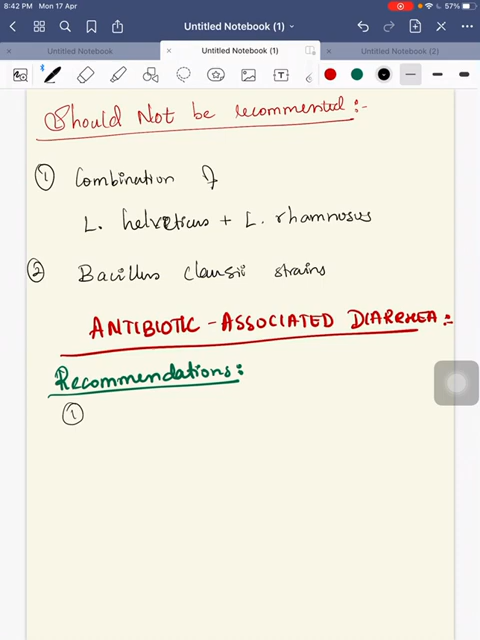 8:42 PM Mon 17 Apr
57%
Untitled Notebook (1)
Untitled Notebook
Untitled Notebook (1)
Untitled Notebook (2)
T
Should Not be recommented :-
① Combination of
L. helveticus + L. rhamnosus
② Bacillus clausii strains
ANTIBIOTIC - ASSOCIATED DIARRHEA :-
Recommendations :
①